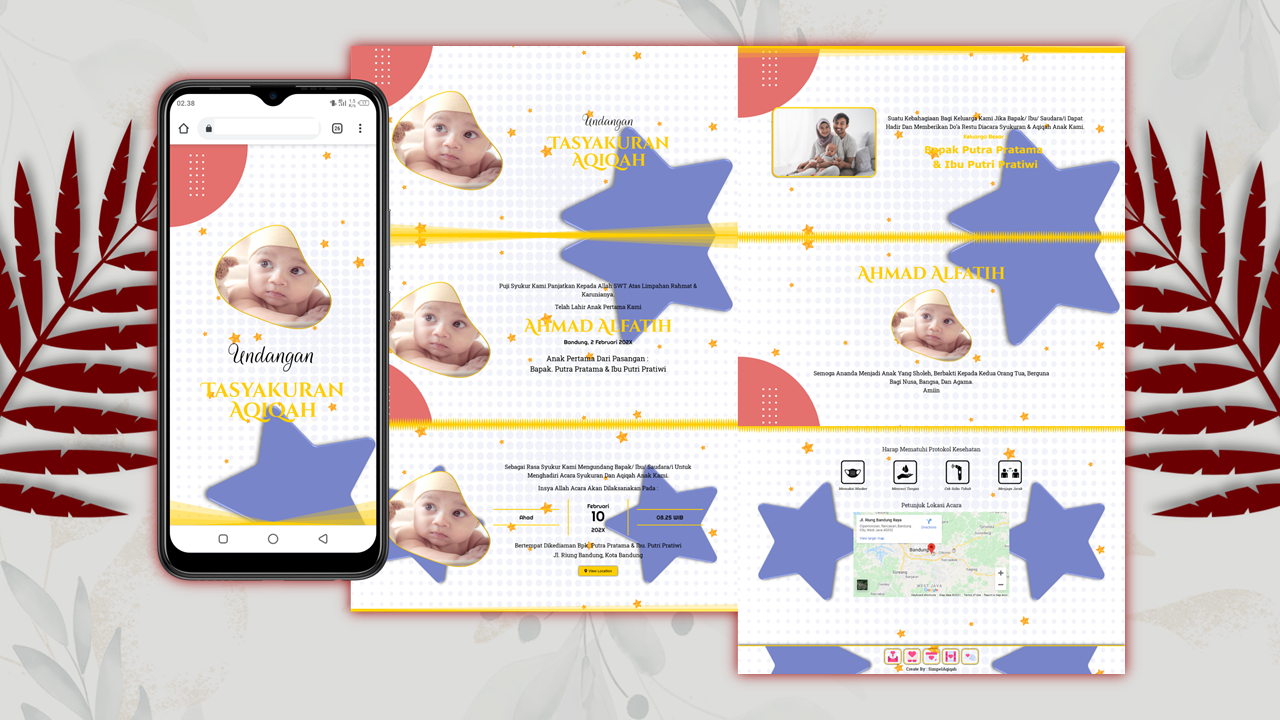 02.38
26
Undangan
TASYAKURAN
AQIQAH
Undangan
TASYAKURAN
AQIQAH
Puji Syukur Kami Panjatkan Kepada Allah SWT Atas Limpahan Rahmat &
Karunianya.
Telah Lahir Anak Pertama Kami
AHMAD ALFATIH
Bandung, 2 Februari 202X
Anak Pertama Dari Pasangan :
Bapak. Putra Pratama & Ibu Putri Pratiwi
Sebagai Rasa Syukur Kami Mengundang Bapak/ Ibu/ Saudara/i Untuk
Menghadiri Acara Syukuran Dan Aqiqah Anak Kami.
Insya Allah Acara Akan Dilaksanakan Pada :
Ahad
Februari
10
202X
08.25 WIB
Bertempat Dikediaman Bpk. Putra Pratama & Ibu. Putri Pratiwi
Jl. Riung Bandung, Kota Bandung
View Location
Suatu Kebahagiaan Bagi Keluarga Kami Jika Bapak/ Ibu/ Saudara/i Dapat
Hadir Dan Memberikan Do'a Restu Diacara Syukuran & Aqiqah Anak Kami.
Keluarga Besar
Bapak Putra Pratama
& Ibu Putri Pratiwi
AHMAD ALFATIH
Semoga Ananda Menjadi Anak Yang Sholeh, Berbakti Kepada Kedua Orang Tua, Berguna
Bagi Nusa, Bangsa, Dan Agama.
Amiin
Harap Mematuhi Protokol Kesehatan
Memakai Masker
Mencuci Tangan
Cek Suhu Tubuh
Menjaga Jarak
Petunjuk Lokasi Acara
Jl. Riung Bandung Raya
Directions
View larger map
Bandung
WEST JAVA
Google
Create By : SimpelAqiqah